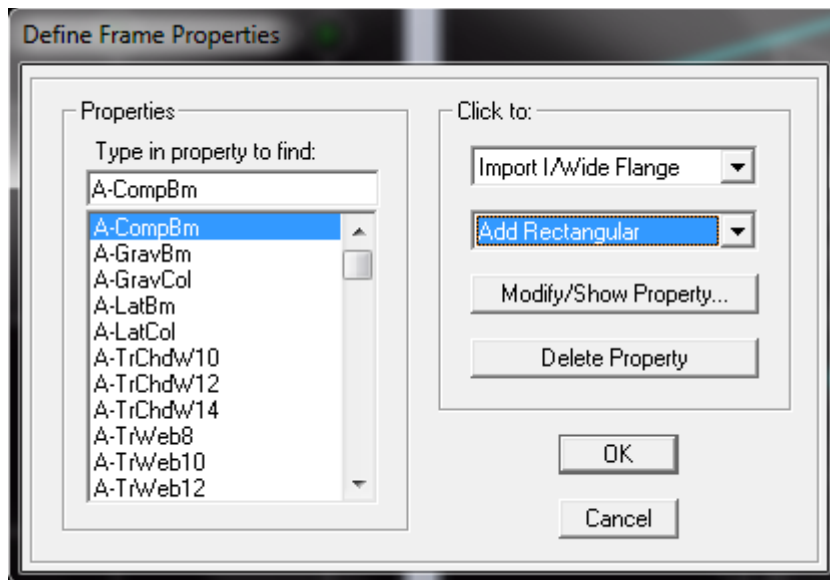 Define Frame Properties
Properties
Type in property to find:
A-CompBm
A-CompBm
A-GravBm
A-GravCol
A-LatBm
A-LatCol
A-TrChdW10
A-TrChdW12
A-TrChdW14
A-TrWeb8
A-TrWeb10
A-TrWeb12
Click to:
Import I/Wide Flange
Add Rectangular
Modify/Show Property...
Delete Property
OK
Cancel